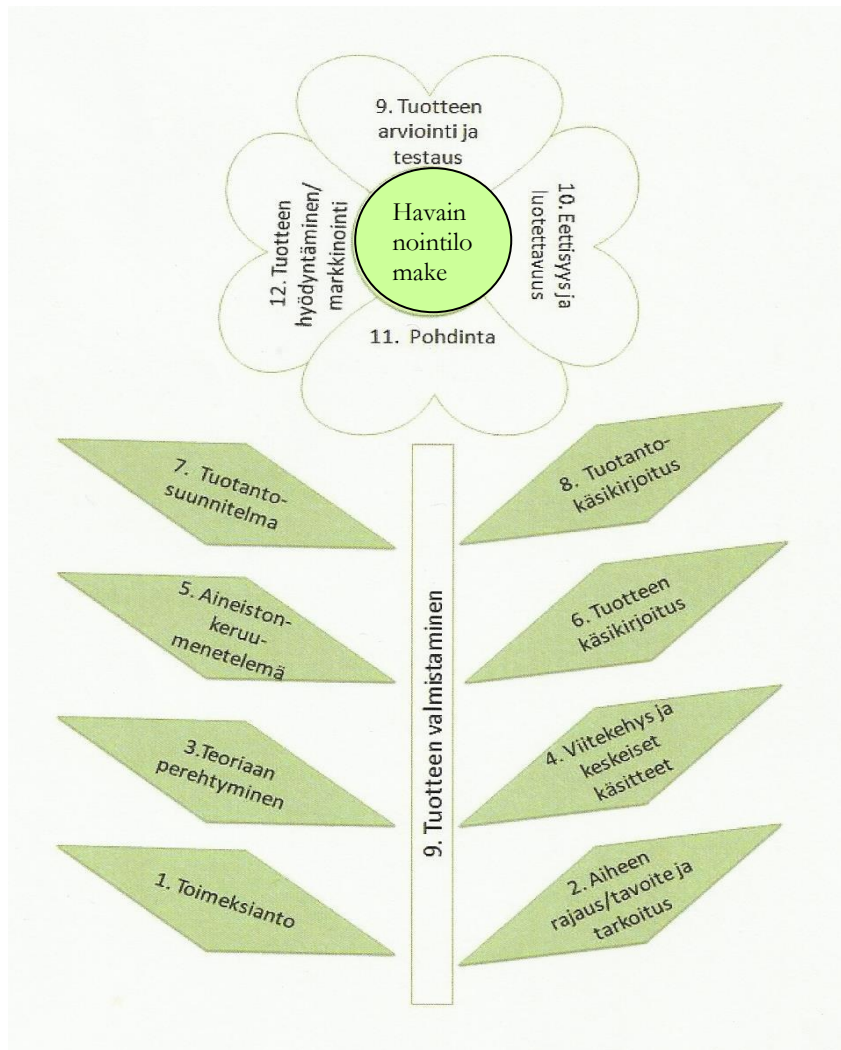 9. Tuotteen
arviointi ja
testaus
12. Tuotteen
hyödyntäminen/
markkinointi
Havain
nointilo
make
10. Eettisyys ja
luotettavuus
11. Pohdinta
7. Tuotanto-
suunnitelma
8. Tuotanto-
käsikirjoitus
5. Aineiston-
keruu-
menetelemä
6. Tuotteen
käsikirjoitus
9. Tuotteen valmistaminen
3.Teoriaan
perehtyminen
4. Viitekehys ja
keskeiset
käsitteet
1. Toimeksianto
2. Aiheen
rajaus/tavoite ja
tarkoitus